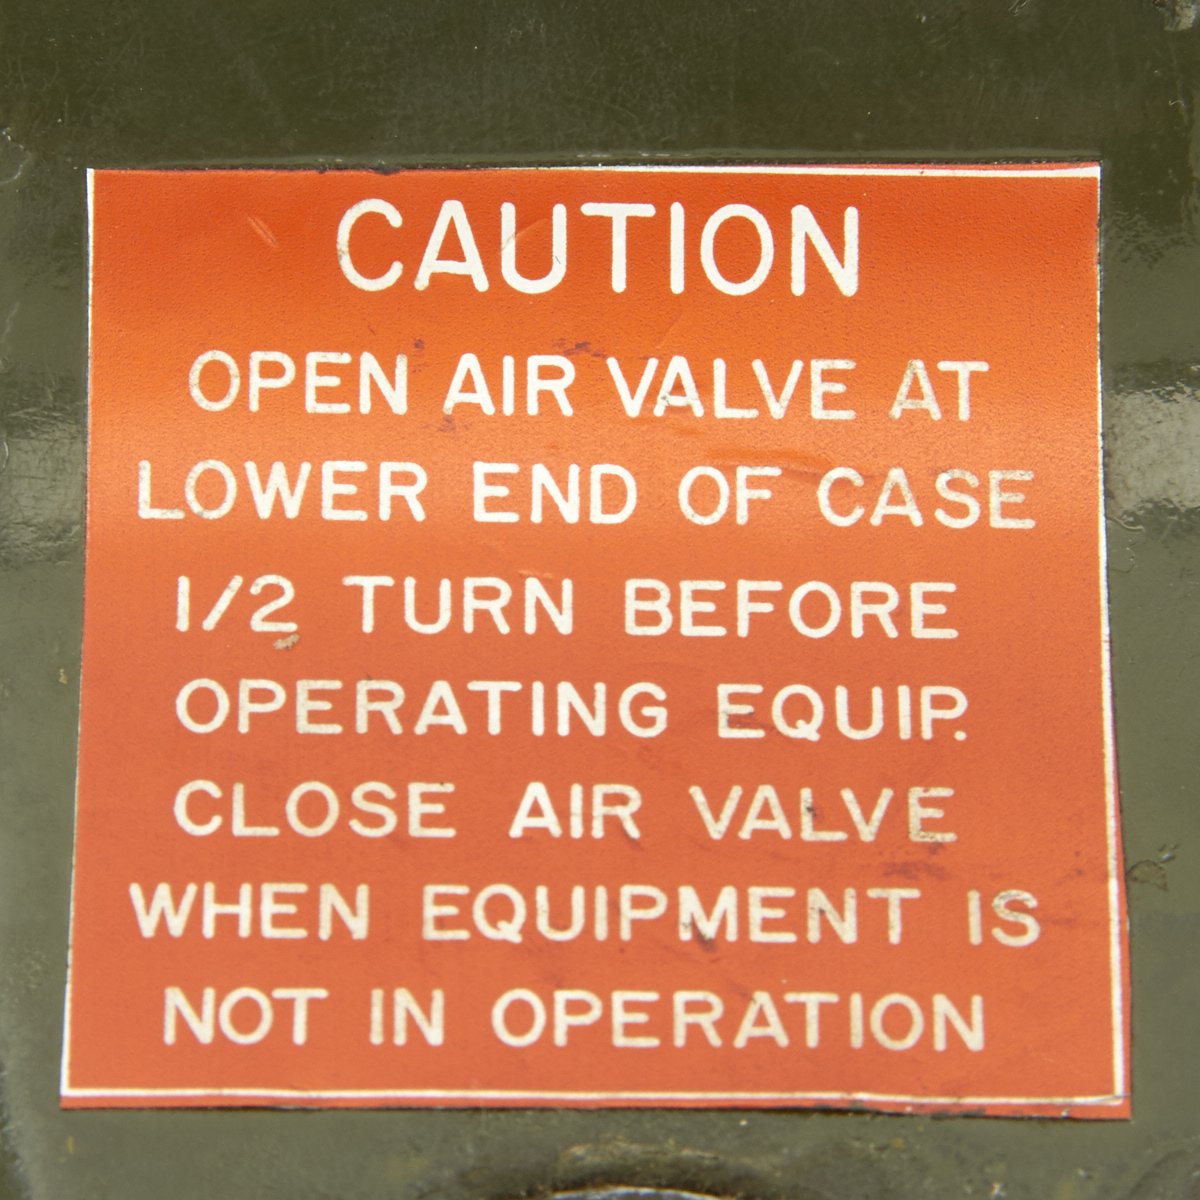 CAUTION
OPEN AIR VALVE AT
LOWER END OF CASE
1/2 TURN BEFORE
OPERATING EQUIP.
CLOSE AIR VALVE
WHEN EQUIPMENT IS
NOT IN OPERATION